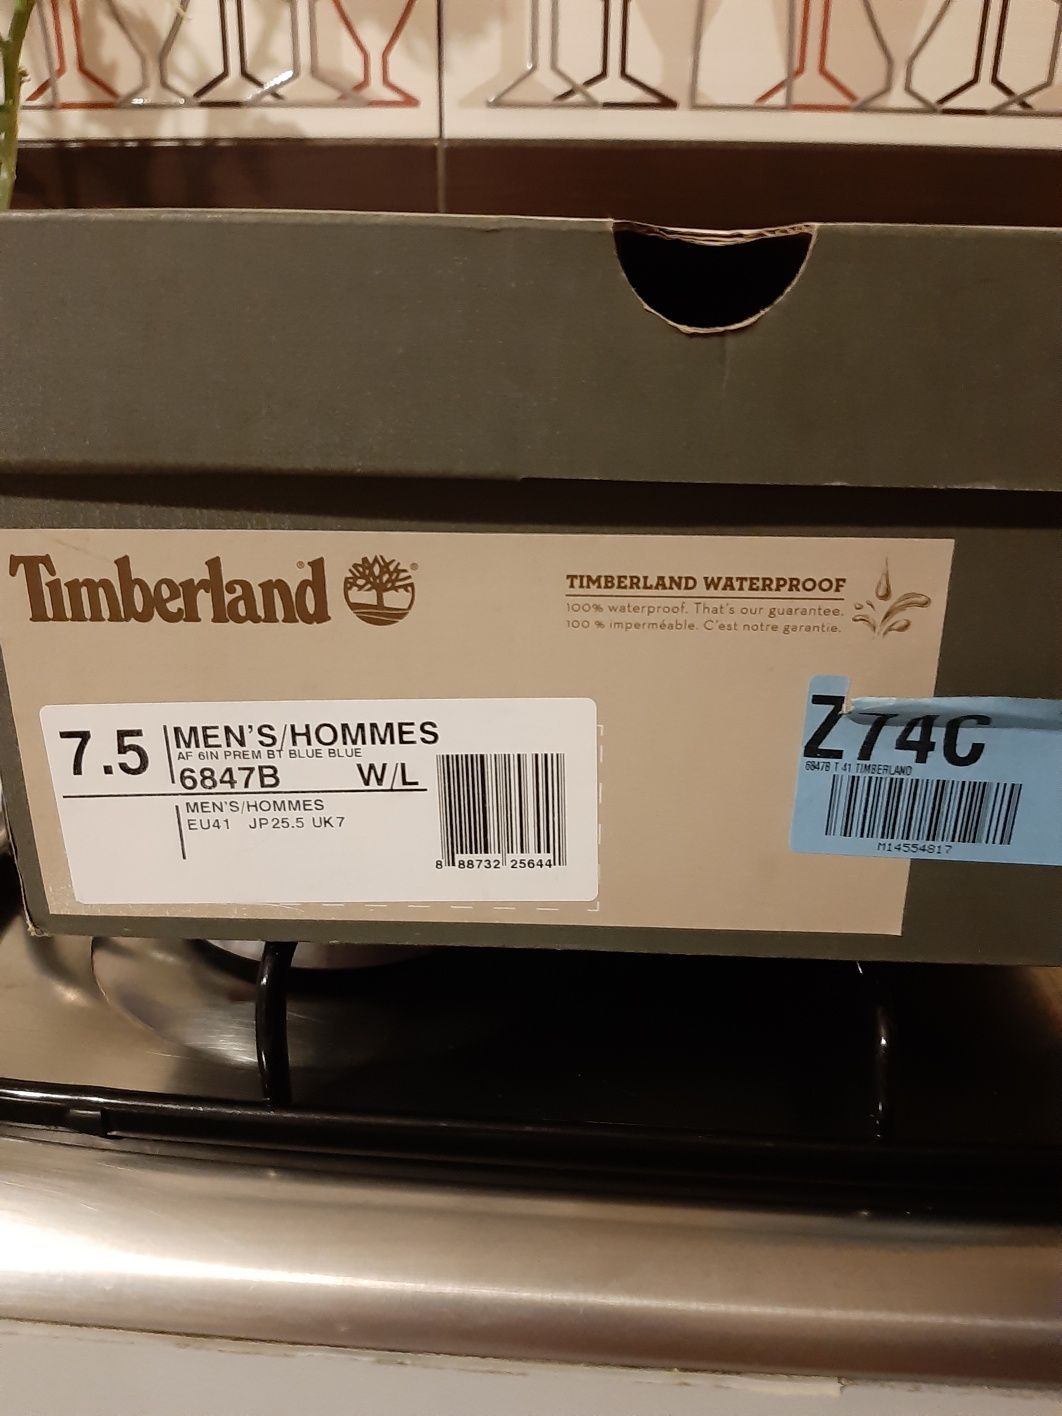 Timberland®
TIMBERLAND WATERPROOF
100% waterproof. That's our guarantee.
100 % imperméable. C'est notre garantie.
7.5
MEN'S/HOMMES
AF 6IN PREM BT BLUE BLUE
6847B W/L
MEN'S/HOMMES
EU41 JP25.5 UK7
8 88732 25644
Z74C
6847B T 41 TIMBERLAND
M14554817